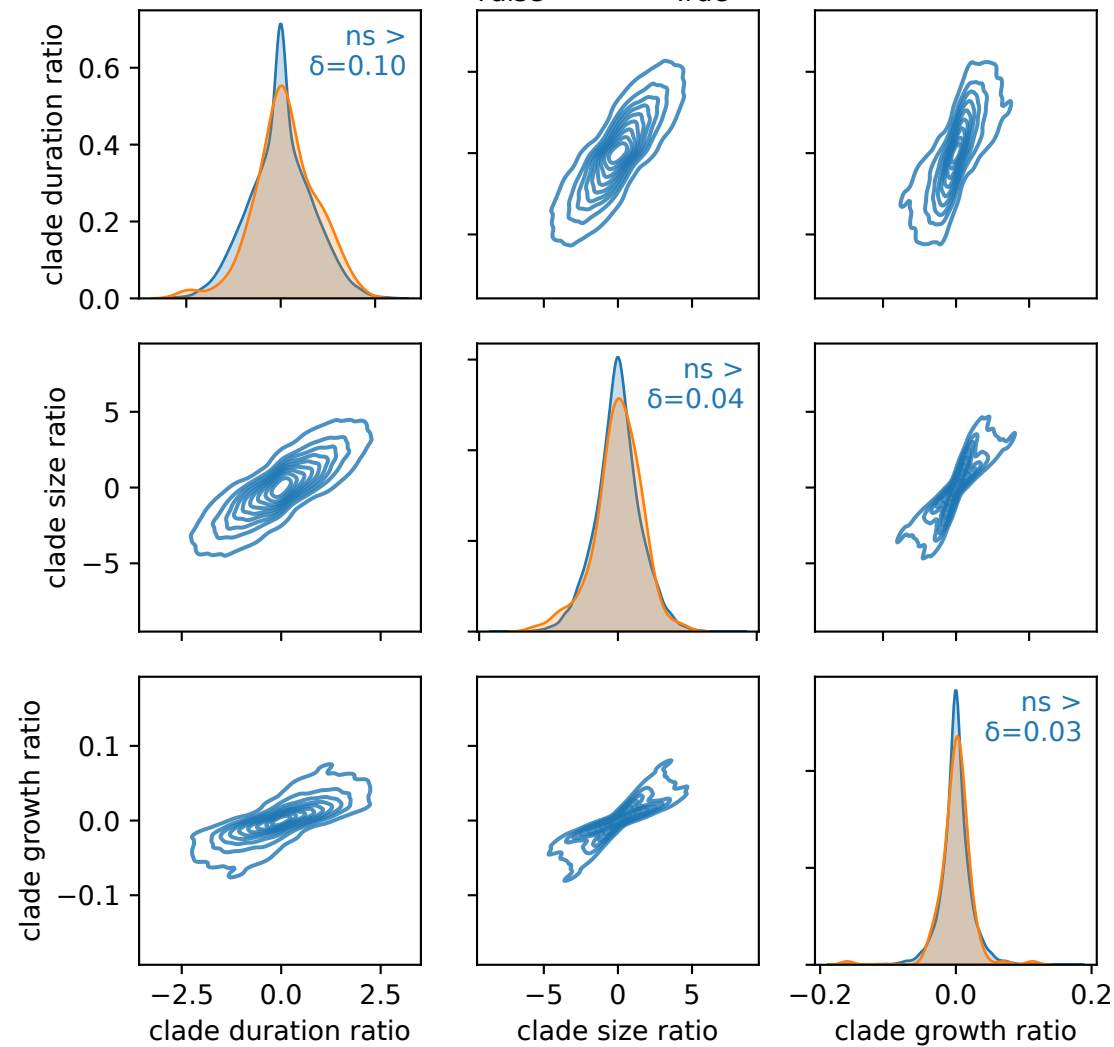 clade duration ratio
0.6
0.4
0.2
0.0
ns >
δ=0.10
clade size ratio
5
0
−5
ns >
δ=0.04
clade growth ratio
0.1
0.0
−0.1
ns >
δ=0.03
−2.5 0.0 2.5
−5 0 5
−0.2 0.0 0.2
clade duration ratio
clade size ratio
clade growth ratio